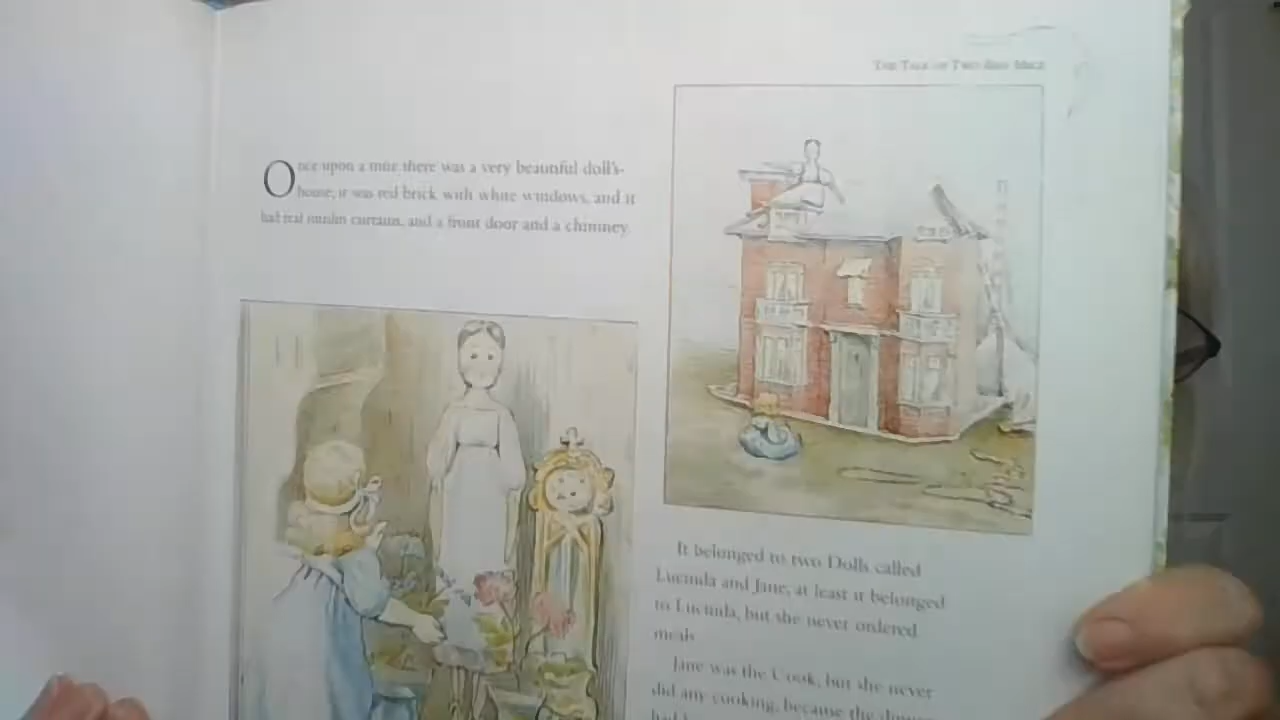 THE TALE OF TWO BAD MICE
Once upon a time there was a very beautiful doll's-
house; it was red brick with white windows, and it
had real muslin curtains, and a front door and a chimney.
It belonged to two Dolls called
Lucinda and Jane, at least it belonged
to Lucinda, but she never ordered
meals.
Jane was the Cook, but she never
did any cooking, because the dinner
had